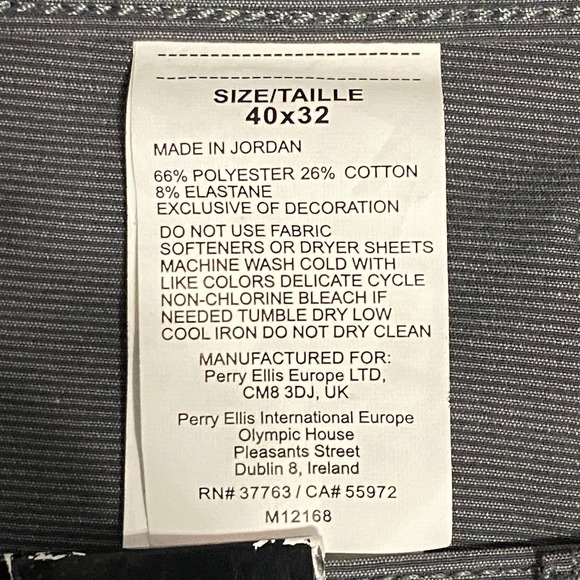 SIZE/TAILLE
40x32
MADE IN JORDAN
66% POLYESTER 26% COTTON
8% ELASTANE
EXCLUSIVE OF DECORATION
DO NOT USE FABRIC
SOFTENERS OR DRYER SHEETS
MACHINE WASH COLD WITH
LIKE COLORS DELICATE CYCLE
NON-CHLORINE BLEACH IF
NEEDED TUMBLE DRY LOW
COOL IRON DO NOT DRY CLEAN
MANUFACTURED FOR:
Perry Ellis Europe LTD,
CM8 3DJ, UK
Perry Ellis International Europe
Olympic House
Pleasants Street
Dublin 8, Ireland
RN# 37763 / CA# 55972
M12168